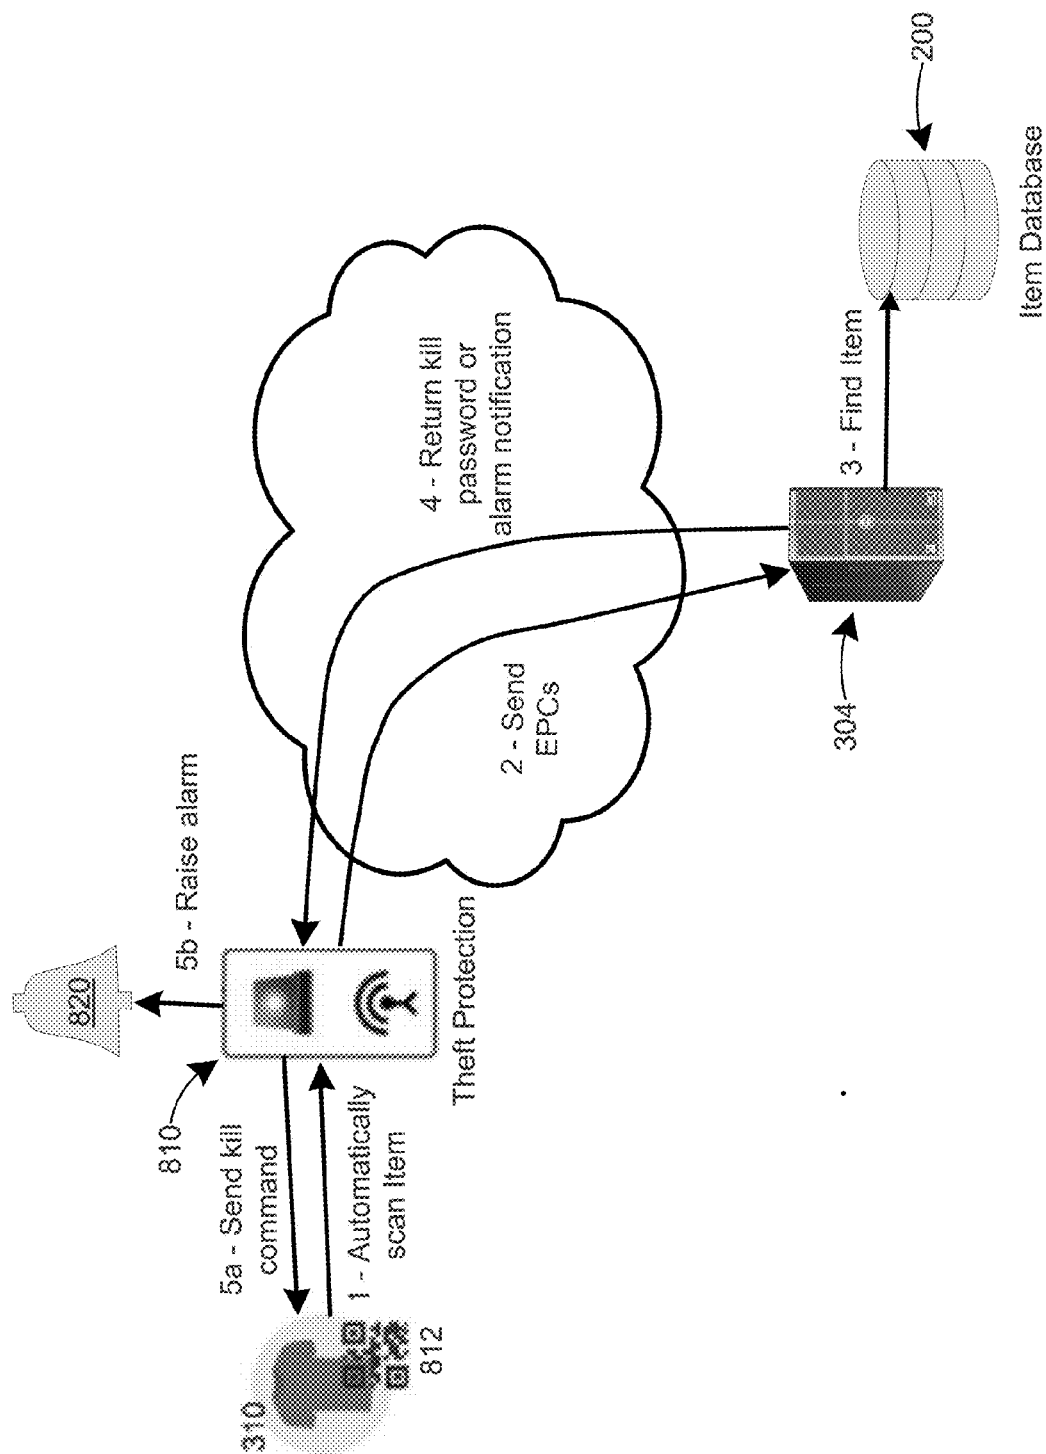 310
812
5a - Send kill
command
1 - Automatically
scan Item
810
820
5b - Raise alarm
Theft Protection
2 - Send
EPCs
4 - Return kill
password or
alarm notification
304
3 - Find Item
200
Item Database